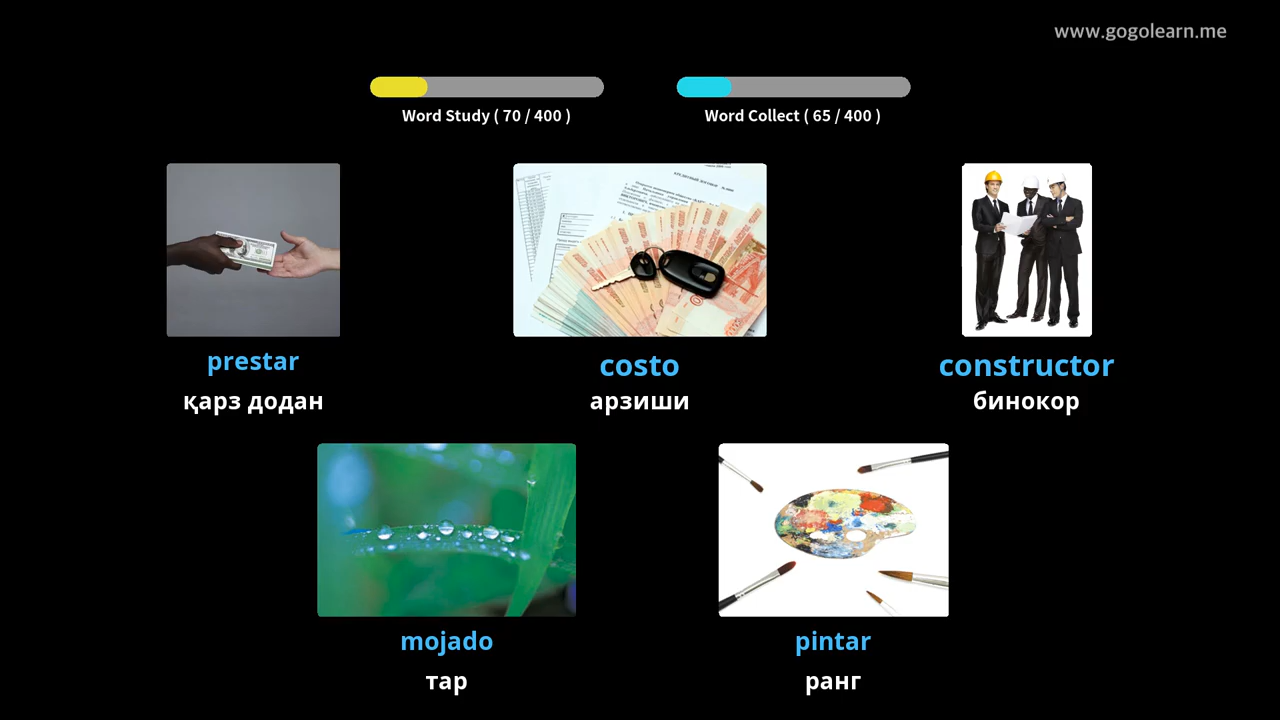 www.gogolearn.me
Word Study ( 70 / 400 )
Word Collect ( 65 / 400 )
prestar
қарз додан
costo
арзиши
constructor
бинокор
mojado
тар
pintar
ранг